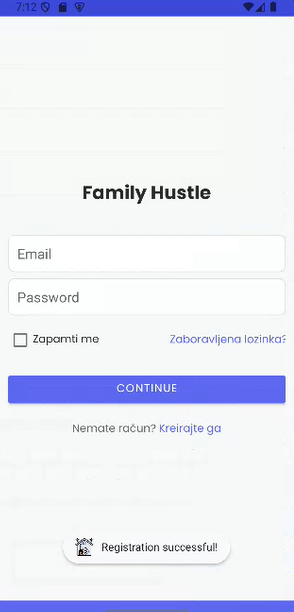 7:12
Family Hustle
Email
Password
Zapamti me
Zaboravljena lozinka?
CONTINUE
Nemate račun? Kreirajte ga
Registration successful!